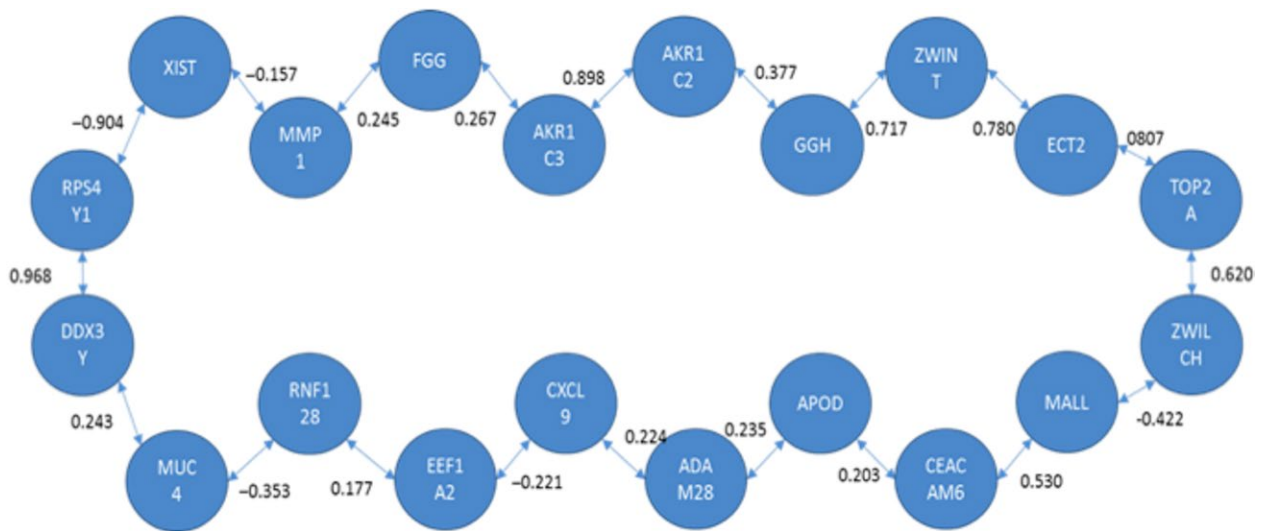 XIST
−0.157
FGG
0.898
AKR1
C2
0.377
ZWIN
T
−0.904
MMP
1
0.245
0.267
AKR1
C3
GGH
0.717
0.780
ECT2
0807
RPS4
Y1
TOP2
A
0.968
0.620
DDX3
Y
ZWIL
CH
RNF1
28
CXCL
9
APOD
MALL
0.243
0.224
0.235
-0.422
MUC
4
−0.353
0.177
EEF1
A2
−0.221
ADA
M28
0.203
CEAC
AM6
0.530